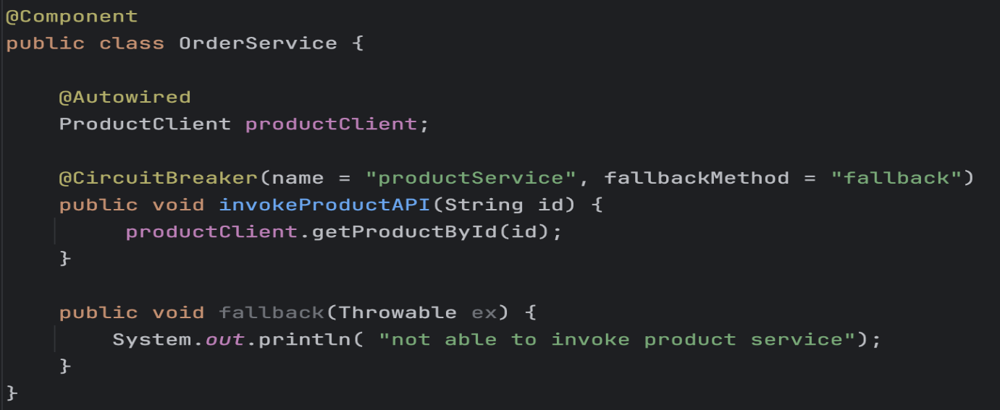 @Component
public class OrderService {
@Autowired
ProductClient productClient;
@CircuitBreaker(name = "productService", fallbackMethod = "fallback")
public void invokeProductAPI(String id) {
productClient.getProductById(id);
}
public void fallback(Throwable ex) {
System.out.println( "not able to invoke product service");
}
}